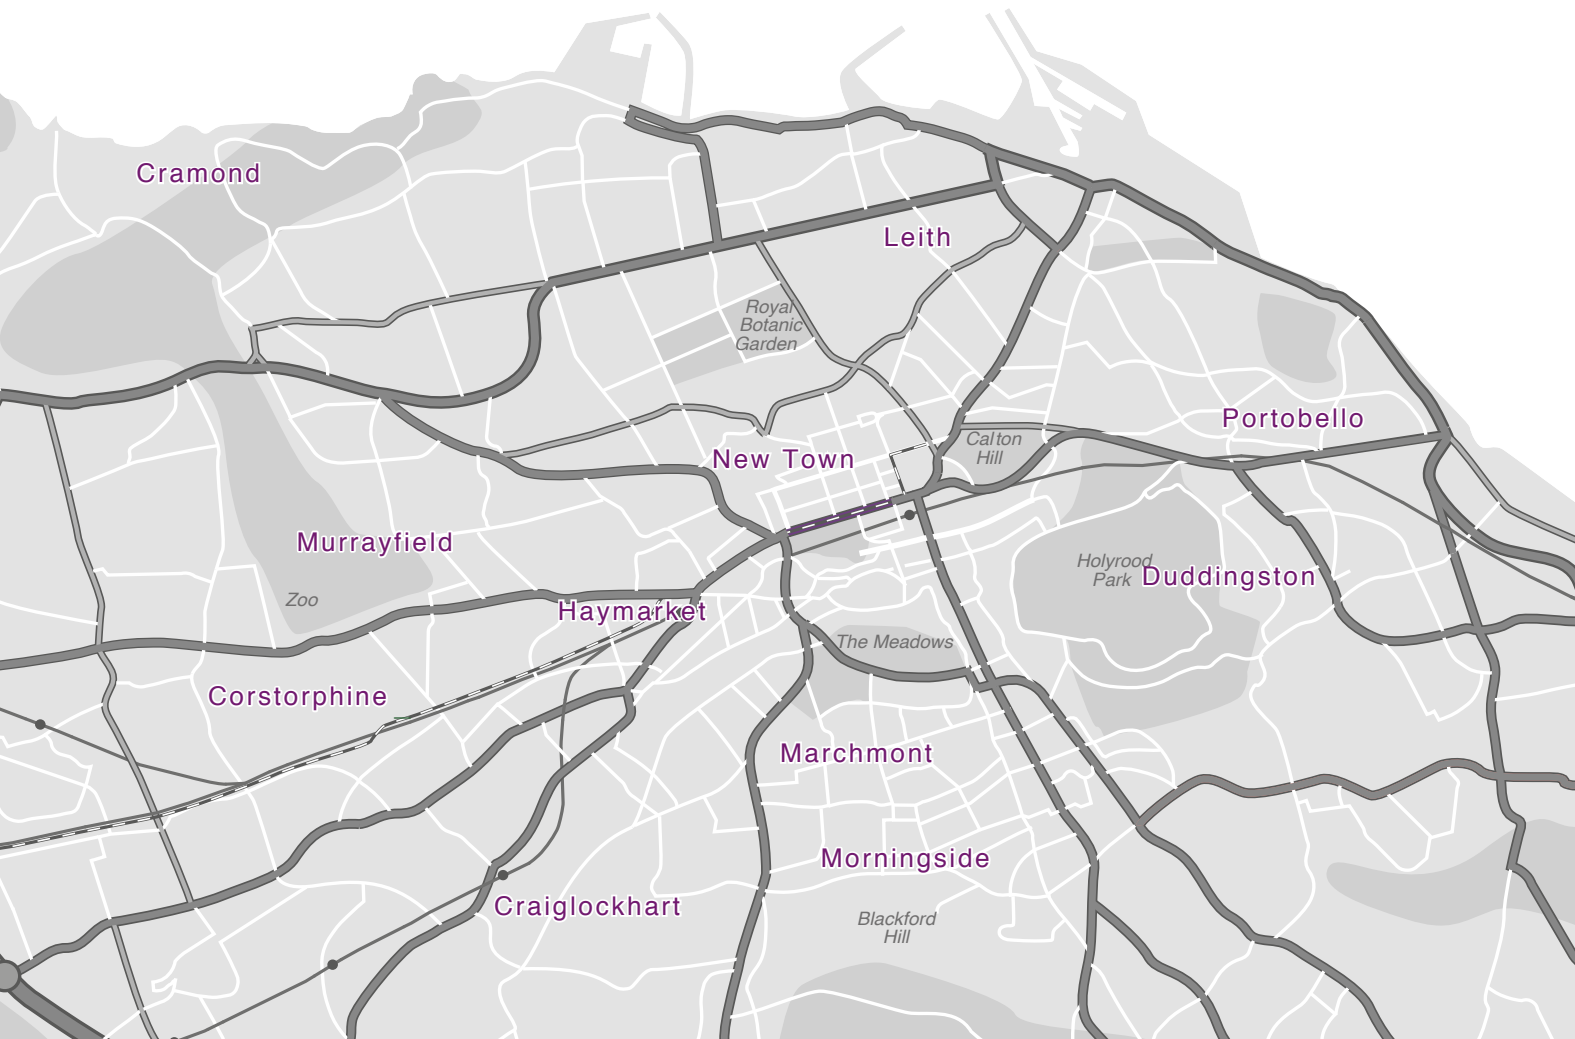 Cramond
Leith
Royal
Botanic
Garden
Portobello
Calton
Hill
New Town
Murrayfield
Holyrood
Park
Duddingston
Zoo
Haymarket
The Meadows
Corstorphine
Marchmont
Morningside
Craiglockhart
Blackford
Hill